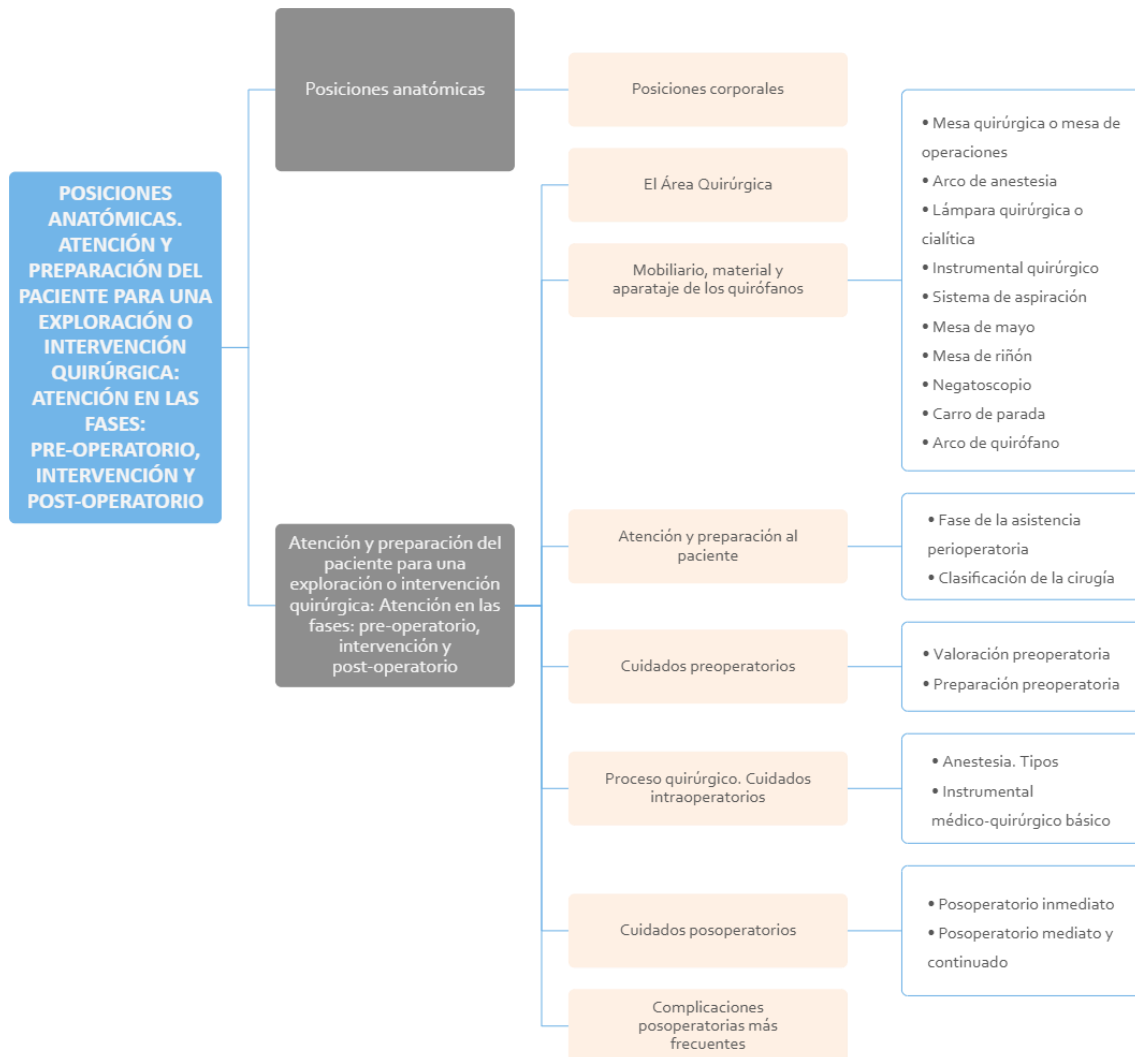 POSICIONES
ANATÓMICAS.
ATENCIÓN Y
PREPARACIÓN DEL
PACIENTE PARA UNA
EXPLORACIÓN O
INTERVENCIÓN
QUIRÚRGICA:
ATENCIÓN EN LAS
FASES:
PRE-OPERATORIO,
INTERVENCIÓN Y
POST-OPERATORIO
Posiciones anatómicas
Posiciones corporales
Atención y preparación del
paciente para una
exploración o intervención
quirúrgica: Atención en las
fases: pre-operatorio,
intervención y
post-operatorio
El Área Quirúrgica
Mobiliario, material y
aparataje de los quirófanos
• Mesa quirúrgica o mesa de
operaciones
• Arco de anestesia
• Lámpara quirúrgica o
cialítica
• Instrumental quirúrgico
• Sistema de aspiración
• Mesa de mayo
• Mesa de riñón
• Negatoscopio
• Carro de parada
• Arco de quirófano
Atención y preparación al
paciente
• Fase de la asistencia
perioperatoria
• Clasificación de la cirugía
Cuidados preoperatorios
• Valoración preoperatoria
• Preparación preoperatoria
Proceso quirúrgico. Cuidados
intraoperatorios
• Anestesia. Tipos
• Instrumental
médico-quirúrgico básico
Cuidados posoperatorios
• Posoperatorio inmediato
• Posoperatorio mediato y
continuado
Complicaciones
posoperatorias más
frecuentes